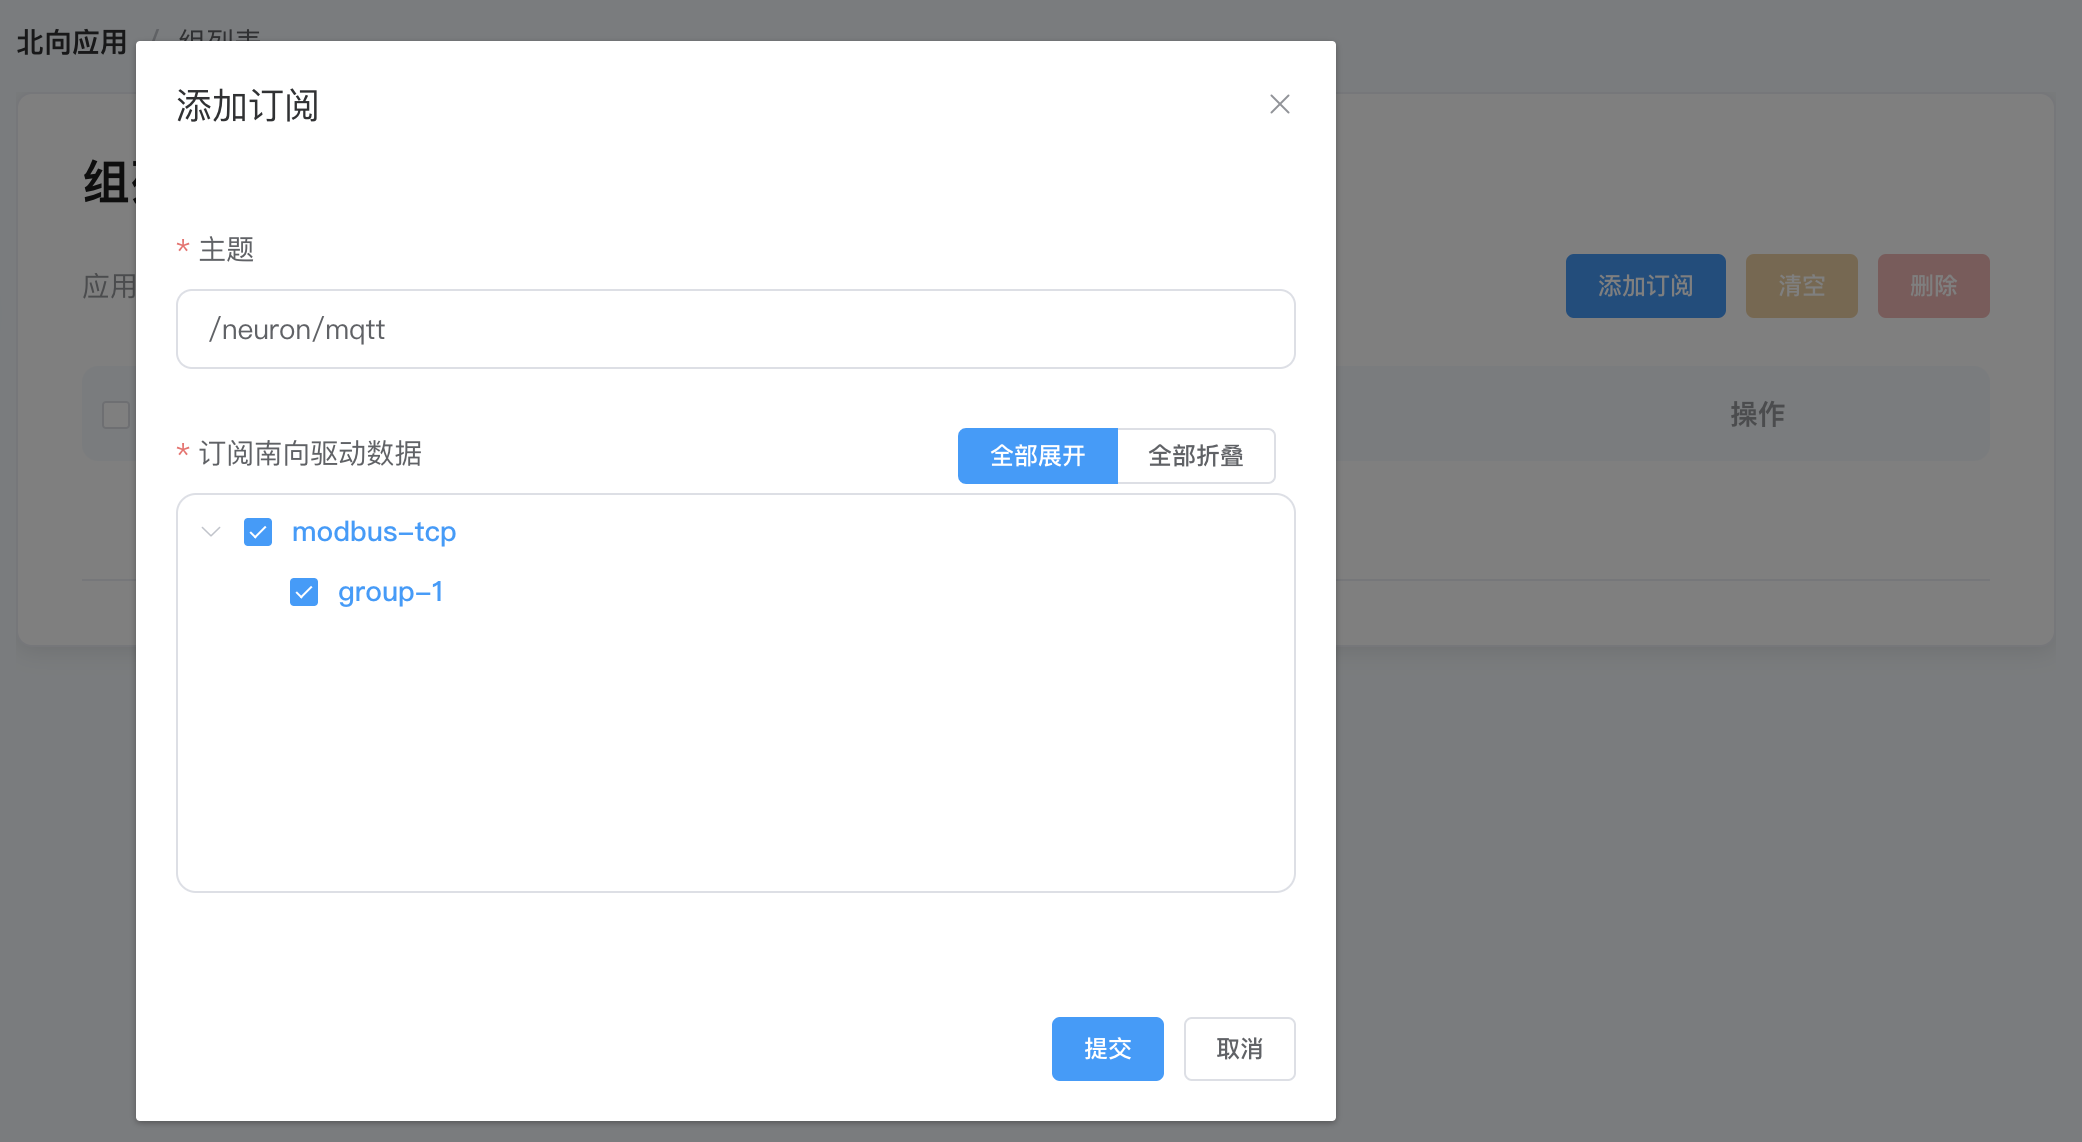 北向应用 / 组列表
添加订阅
组列
* 主题
应用
添加订阅 清空 删除
/neuron/mqtt
操作
* 订阅南向驱动数据
全部展开 全部折叠
modbus-tcp
group-1
提交 取消